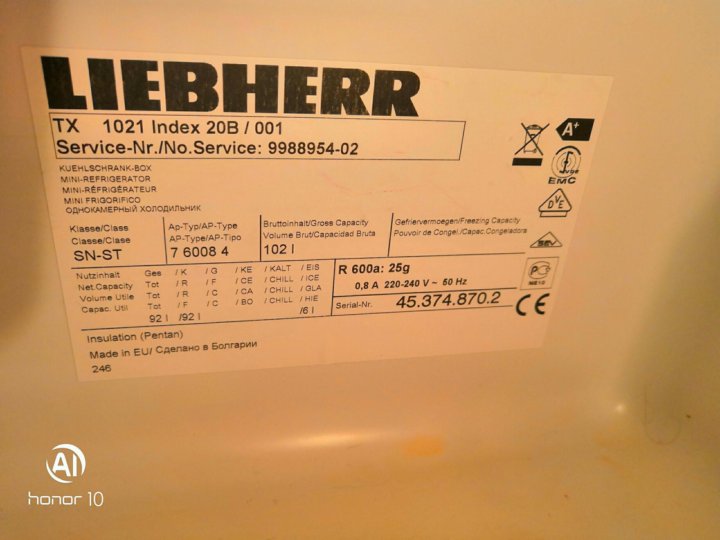 LIEBHERR
TX 1021 Index 20B / 001
Service-Nr./No.Service: 9988954-02
KUEHLSCHRANK-BOX
MINI-REFRIGERATOR
MINI-RÉFRIGÉRATEUR
MINI FRIGORIFICO
ОДНОКАМЕРНЫЙ ХОЛОДИЛЬНИК
A+
EMC
DVE
SEV
Klasse/Class
Classe/Clase
SN-ST
Ap-Typ/AP-Type
AP-Type/AP-Tipo
7 6008 4
Bruttoinhalt/Gross Capacity
Volume Brut/Capacidad Bruta
102 l
Gefriervermoegen/Freezing Capacity
Pouvoir de Congel./Capac.Congeladora
Nutzinhalt Ges / K / G / KE / KALT / EIS
Net.Capacity Tot / R / F / CE / CHILL / ICE
Volume Utile Tot / R / C / CA / CHILL / GLA
Capac. Util Tot / F / C / BO / CHILL / HIE
92 l /92 l /6 l
R 600a: 25g
0,8 A 220-240 V ~ 50 Hz
Serial-Nr. 45.374.870.2
ME10
CE
Insulation (Pentan)
Made in EU/ Сделано в Болгарии
246
AI
honor 10